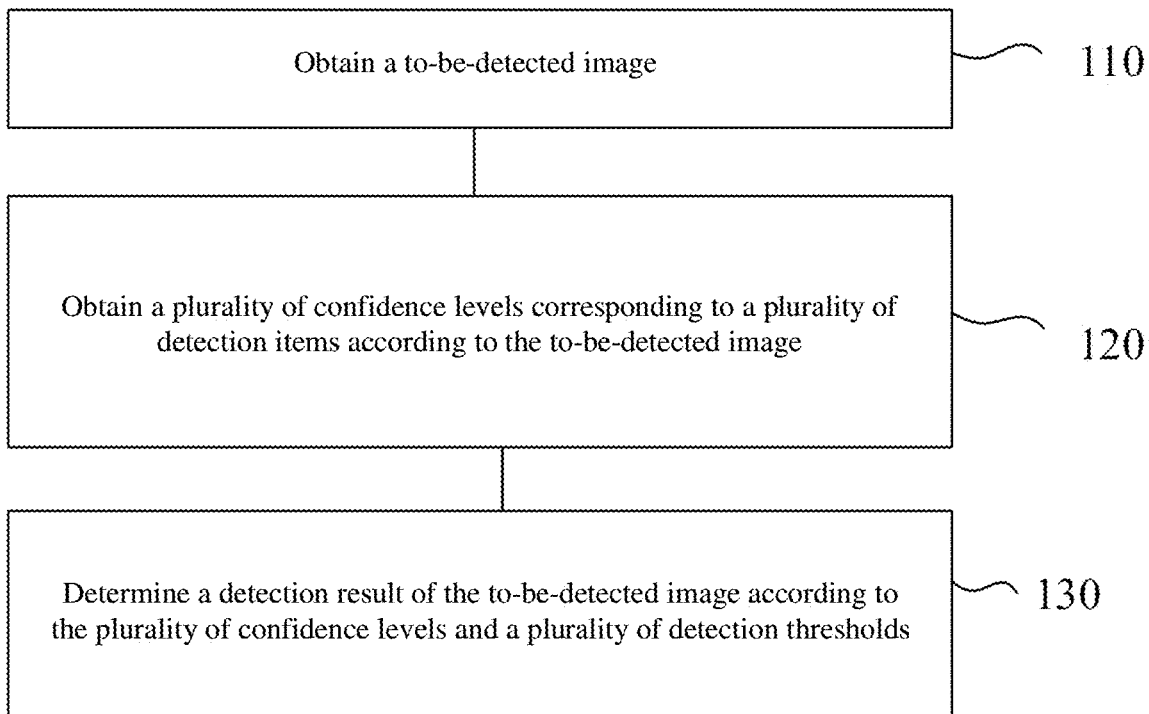 Obtain a to-be-detected image
110
Obtain a plurality of confidence levels corresponding to a plurality of
detection items according to the to-be-detected image
120
Determine a detection result of the to-be-detected image according to
the plurality of confidence levels and a plurality of detection thresholds
130